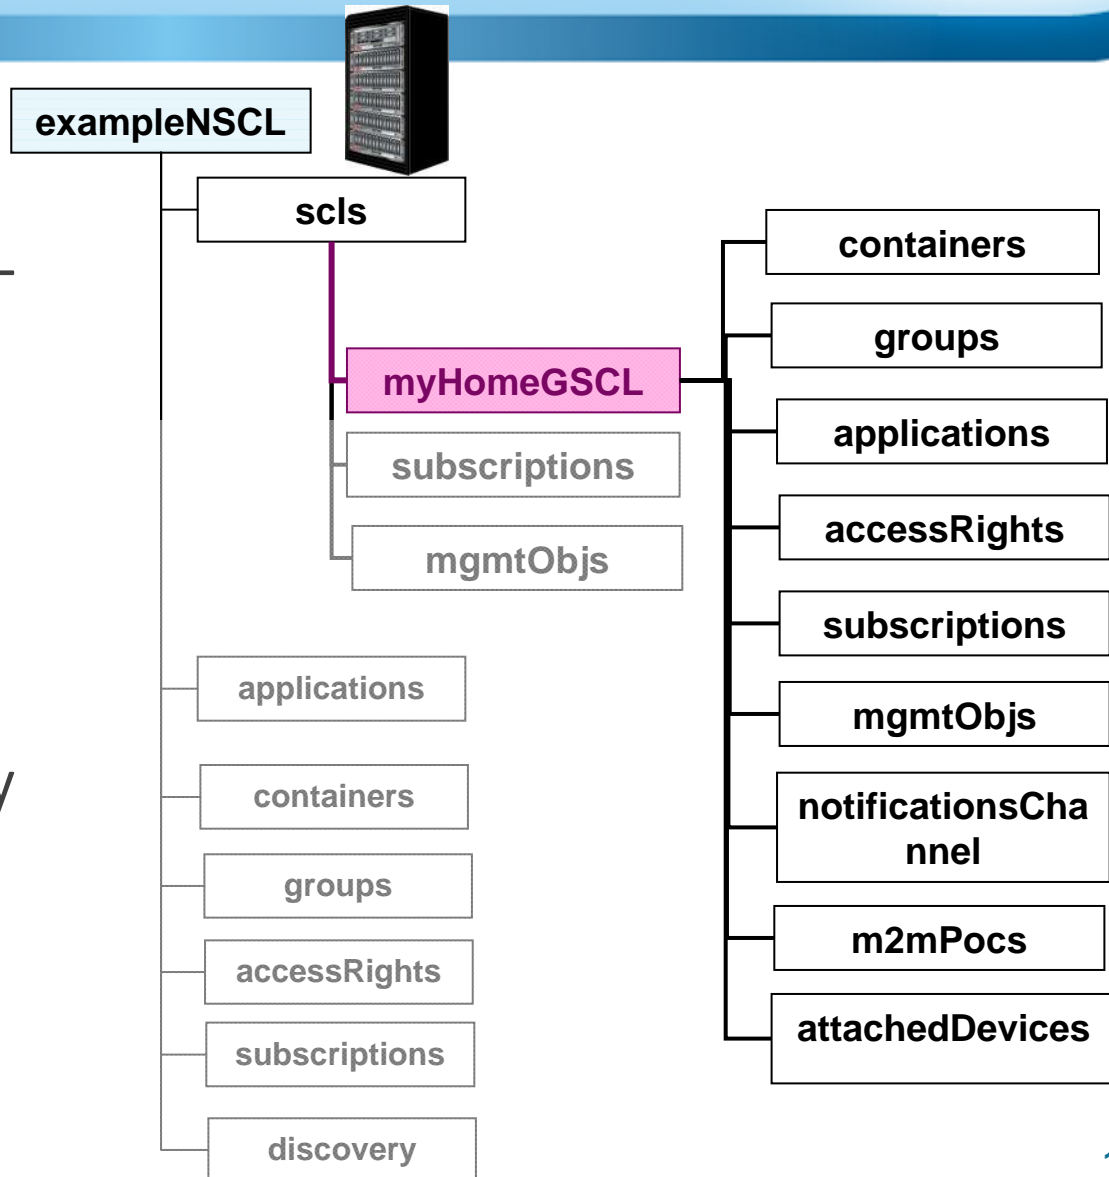 exampleNSCL
scls
myHomeGSCL
subscriptions
mgmtObjs
applications
containers
groups
accessRights
subscriptions
discovery
containers
groups
applications
accessRights
subscriptions
mgmtObjs
notificationsCha
nnel
m2mPocs
attachedDevices